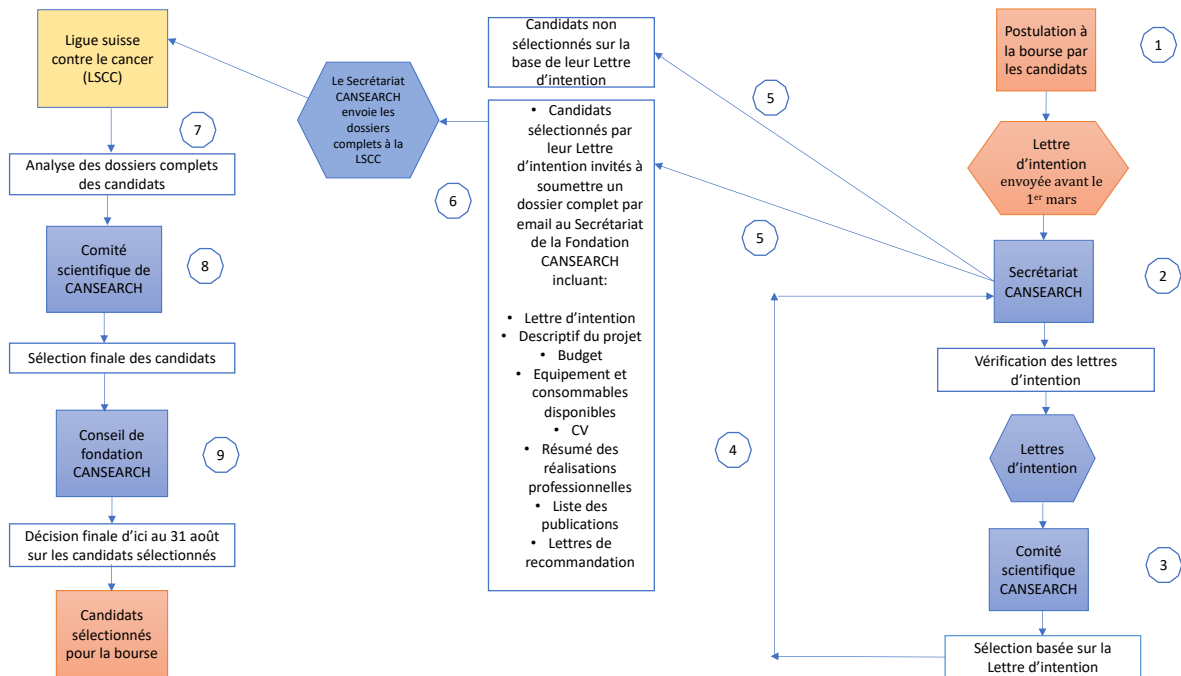 Postulation à
la bourse par
les candidats
1
Lettre
d’intention
envoyée avant le
1er mars
Secrétariat
CANSEARCH
2
Vérification des lettres
d’intention
Lettres
d’intention
Comité
scientifique
CANSEARCH
3
Sélection basée sur la
Lettre d’intention
4
5
5
Candidats non
sélectionnés sur la
base de leur Lettre
d’intention
• Candidats
sélectionnés par
leur Lettre
d’intention invités à
soumettre un
dossier complet par
email au Secrétariat
de la Fondation
CANSEARCH
incluant:
• Lettre d’intention
• Descriptif du projet
• Budget
• Equipement et
consommables
disponibles
• CV
• Résumé des
réalisations
professionnelles
• Liste des
publications
• Lettres de
recommandation
6
Le Secrétariat
CANSEARCH
envoie les
dossiers
complets à la
LSCC
Ligue suisse
contre le cancer
(LSCC)
7
Analyse des dossiers complets
des candidats
Comité
scientifique de
CANSEARCH
8
Sélection finale des candidats
Conseil de
fondation
CANSEARCH
9
Décision finale d’ici au 31 août
sur les candidats sélectionnés
Candidats
sélectionnés
pour la bourse